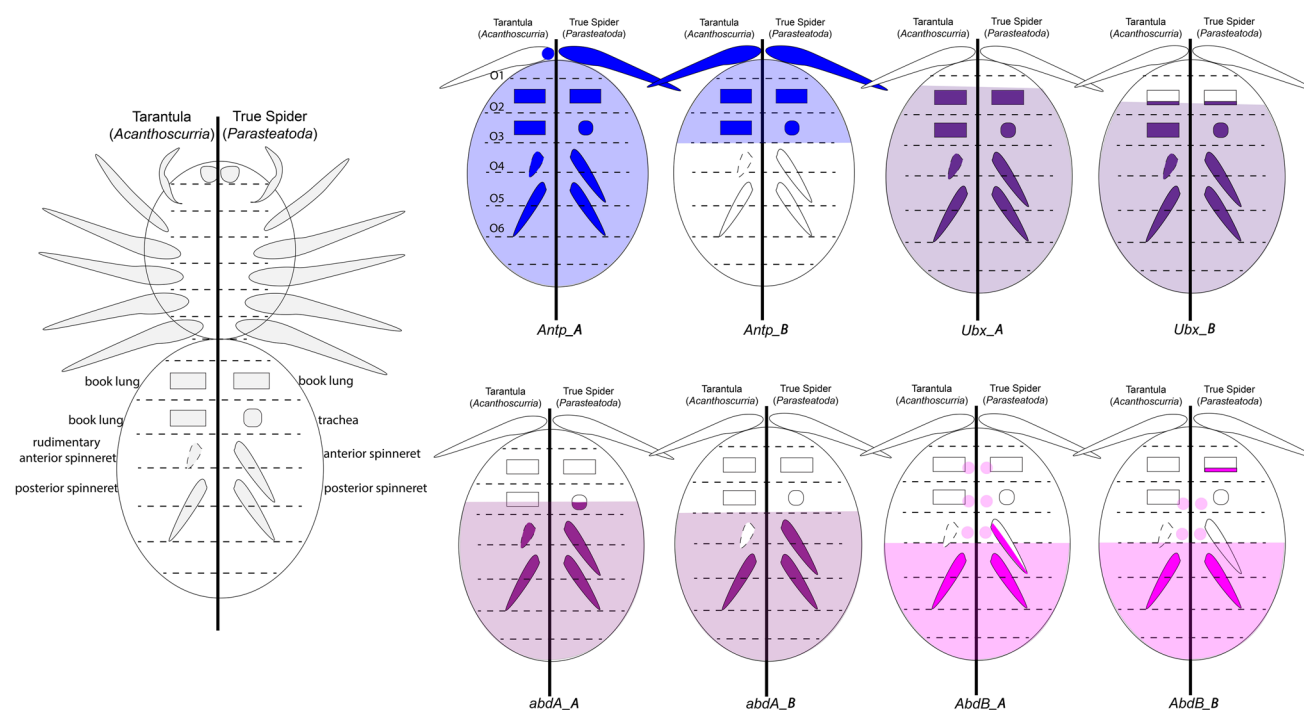 Tarantula
(Acanthoscurria)
True Spider
(Parasteatoda)
book lung
book lung
book lung
trachea
rudimentary
anterior spinneret
anterior spinneret
posterior spinneret
posterior spinneret
Tarantula
(Acanthoscurria)
True Spider
(Parasteatoda)
O1
O2
O3
O4
O5
O6
Antp_A
Tarantula
(Acanthoscurria)
True Spider
(Parasteatoda)
Antp_B
Tarantula
(Acanthoscurria)
True Spider
(Parasteatoda)
Ubx_A
Tarantula
(Acanthoscurria)
True Spider
(Parasteatoda)
Ubx_B
Tarantula
(Acanthoscurria)
True Spider
(Parasteatoda)
abdA_A
Tarantula
(Acanthoscurria)
True Spider
(Parasteatoda)
abdA_B
Tarantula
(Acanthoscurria)
True Spider
(Parasteatoda)
AbdB_A
Tarantula
(Acanthoscurria)
True Spider
(Parasteatoda)
AbdB_B